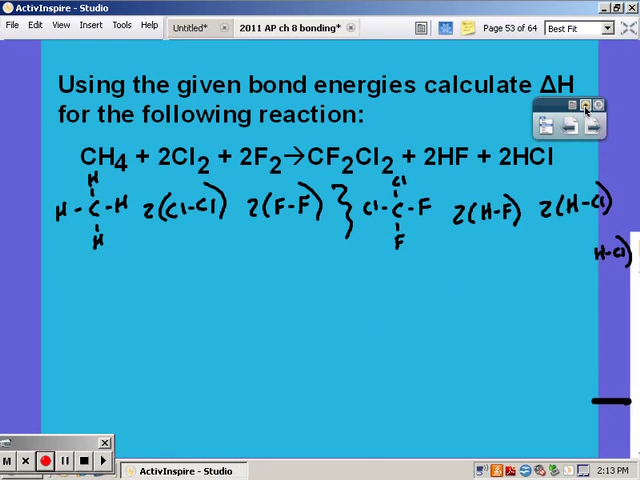 ActivInspire - Studio
File Edit View Insert Tools Help
Untitled* 2011 AP ch 8 bonding* Page 53 of 64 Best Fit
Using the given bond energies calculate ΔH
for the following reaction:
CH4 + 2Cl2 + 2F2→CF2Cl2 + 2HF + 2HCl
H Cl
H - C - H 2(Cl-Cl) 2(F-F) } Cl - C - F 2(H-F) 2(H-Cl)
H F
H-Cl)
M
ActivInspire - Studio 2:13 PM